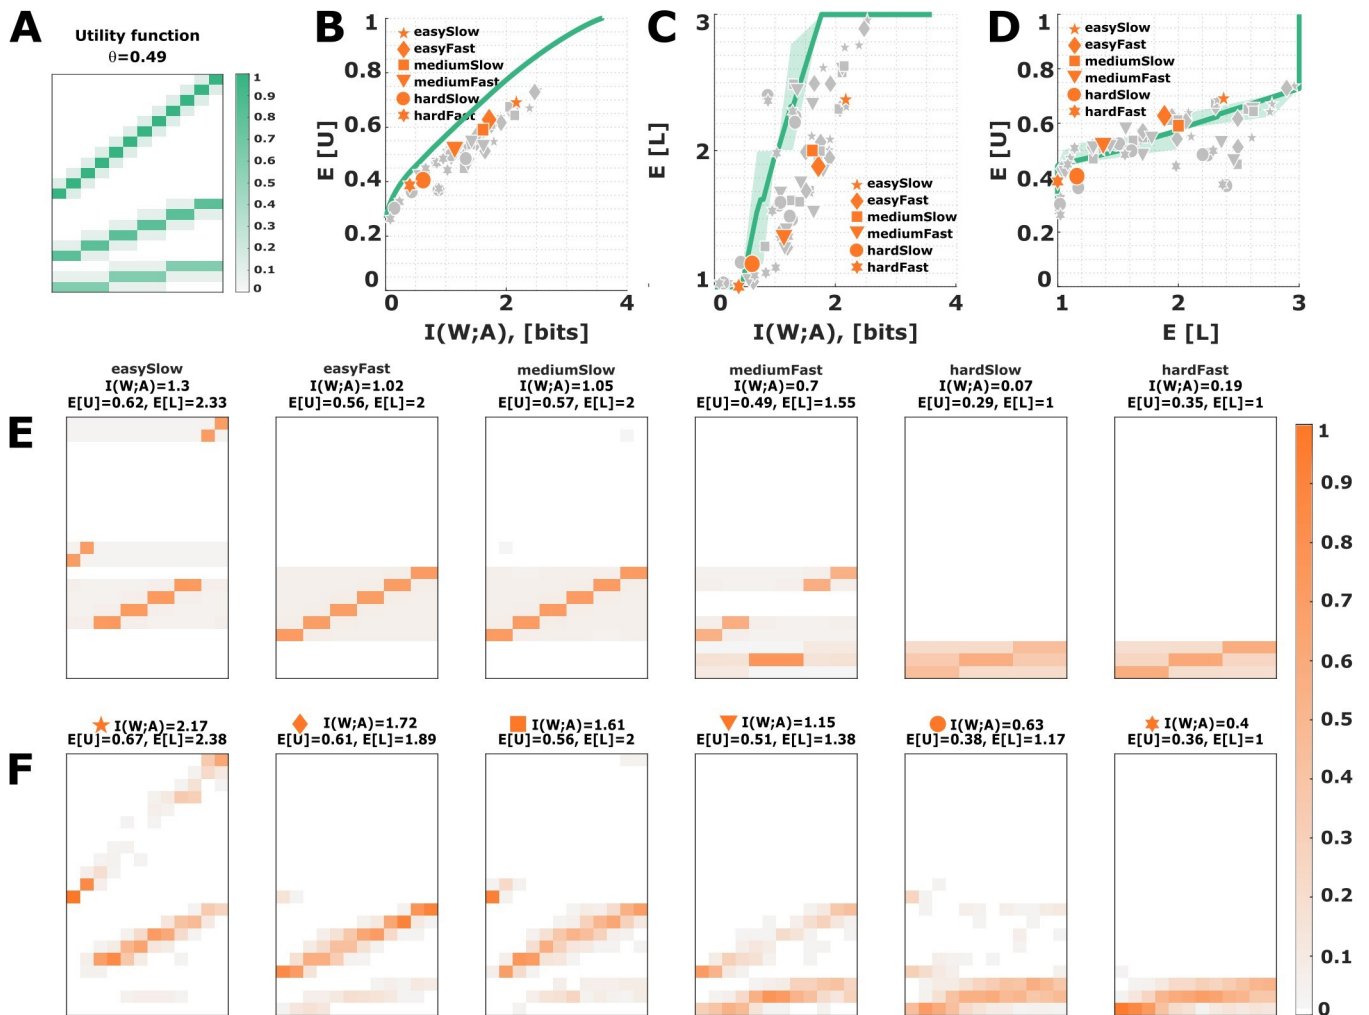 A
Utility function
θ=0.49
1
0.9
0.8
0.7
0.6
0.5
0.4
0.3
0.2
0.1
0
B
E [U]
1
0.8
0.6
0.4
0.2
0
easySlow
easyFast
mediumSlow
mediumFast
hardSlow
hardFast
0 2 4
I(W;A), [bits]
C
E [L]
3
2
1
easySlow
easyFast
mediumSlow
mediumFast
hardSlow
hardFast
0 2 4
I(W;A), [bits]
D
E [U]
1
0.8
0.6
0.4
0.2
0
easySlow
easyFast
mediumSlow
mediumFast
hardSlow
hardFast
1 2 3
E [L]
E
easySlow
I(W;A)=1.3
E[U]=0.62, E[L]=2.33
easyFast
I(W;A)=1.02
E[U]=0.56, E[L]=2
mediumSlow
I(W;A)=1.05
E[U]=0.57, E[L]=2
mediumFast
I(W;A)=0.7
E[U]=0.49, E[L]=1.55
hardSlow
I(W;A)=0.07
E[U]=0.29, E[L]=1
hardFast
I(W;A)=0.19
E[U]=0.35, E[L]=1
F
I(W;A)=2.17
E[U]=0.67, E[L]=2.38
I(W;A)=1.72
E[U]=0.61, E[L]=1.89
I(W;A)=1.61
E[U]=0.56, E[L]=2
I(W;A)=1.15
E[U]=0.51, E[L]=1.38
I(W;A)=0.63
E[U]=0.38, E[L]=1.17
I(W;A)=0.4
E[U]=0.36, E[L]=1
1
0.9
0.8
0.7
0.6
0.5
0.4
0.3
0.2
0.1
0